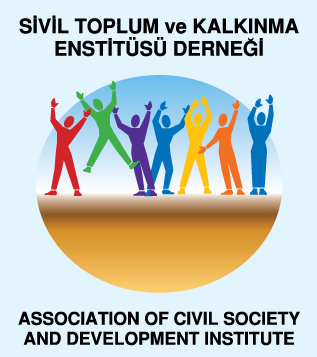 SİVİL TOPLUM ve KALKINMA
ENSTİTÜSÜ DERNEĞİ
ASSOCIATION OF CIVIL SOCIETY
AND DEVELOPMENT INSTITUTE